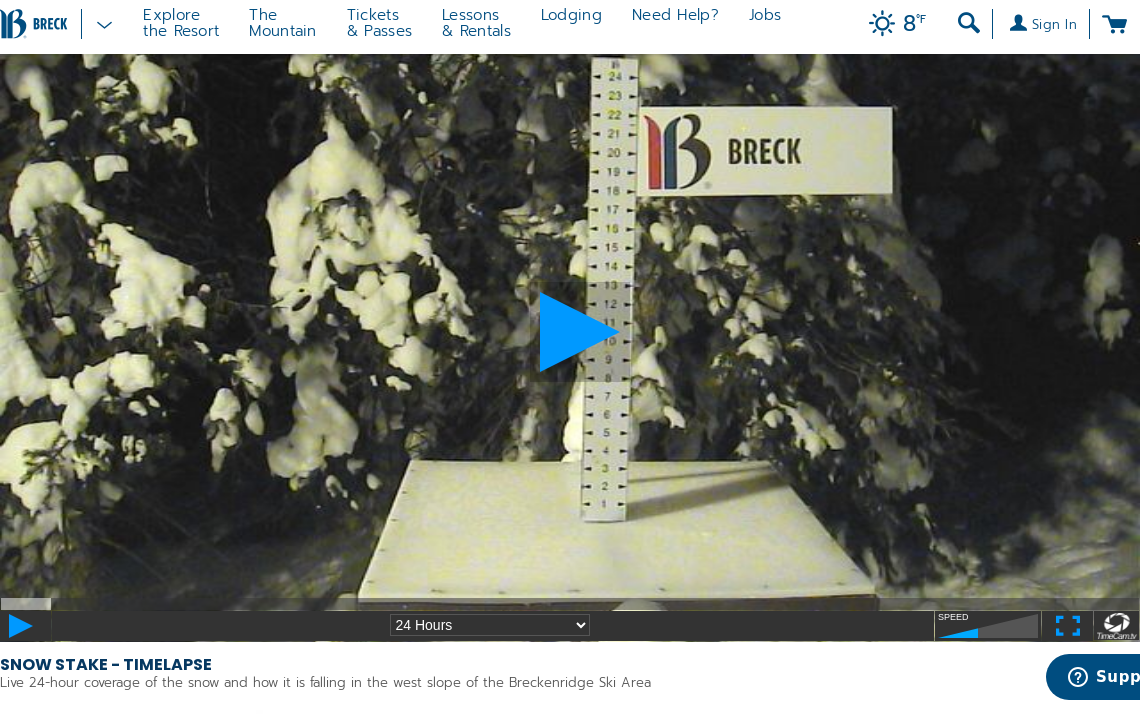 BRECK
Explore
the Resort
The
Mountain
Tickets
& Passes
Lessons
& Rentals
Lodging
Need Help?
Jobs
8°F
Sign In
24
23
22
21
20
19
18
17
16
15
14
13
12
11
10
9
8
7
6
5
4
3
2
1
BRECK
24 Hours
SPEED
TimeCam.tv
SNOW STAKE - TIMELAPSE
Live 24-hour coverage of the snow and how it is falling in the west slope of the Breckenridge Ski Area
Supp